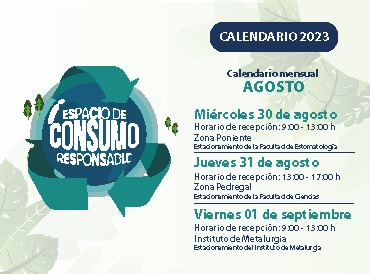 CALENDARIO 2023
Calendario mensual
AGOSTO
ESPACIO DE
CONSUMO
RESPONSABLE
Miércoles 30 de agosto
Horario de recepción: 9:00 - 13:00 h
Zona Poniente
Estacionamiento de la Facultad de Estomatología
Jueves 31 de agosto
Horario de recepción: 13:00 - 17:00 h
Zona Pedregal
Estacionamiento de la Facultad de Ciencias
Viernes 01 de septiembre
Horario de recepción: 9:00 - 13:00 h
Instituto de Metalurgia
Estacionamiento del Instituto de Metalurgia